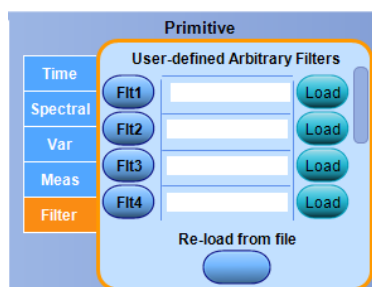 Primitive
User-defined Arbitrary Filters
Time
Spectral
Var
Meas
Filter
Flt1 Load
Flt2 Load
Flt3 Load
Flt4 Load
Re-load from file